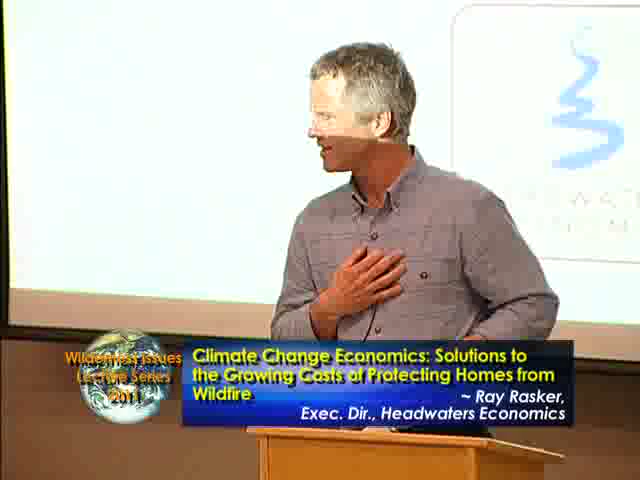 Wilderness Issues
Lecture Series
2011
Climate Change Economics: Solutions to
the Growing Costs of Protecting Homes from
Wildfire
~ Ray Rasker,
Exec. Dir., Headwaters Economics